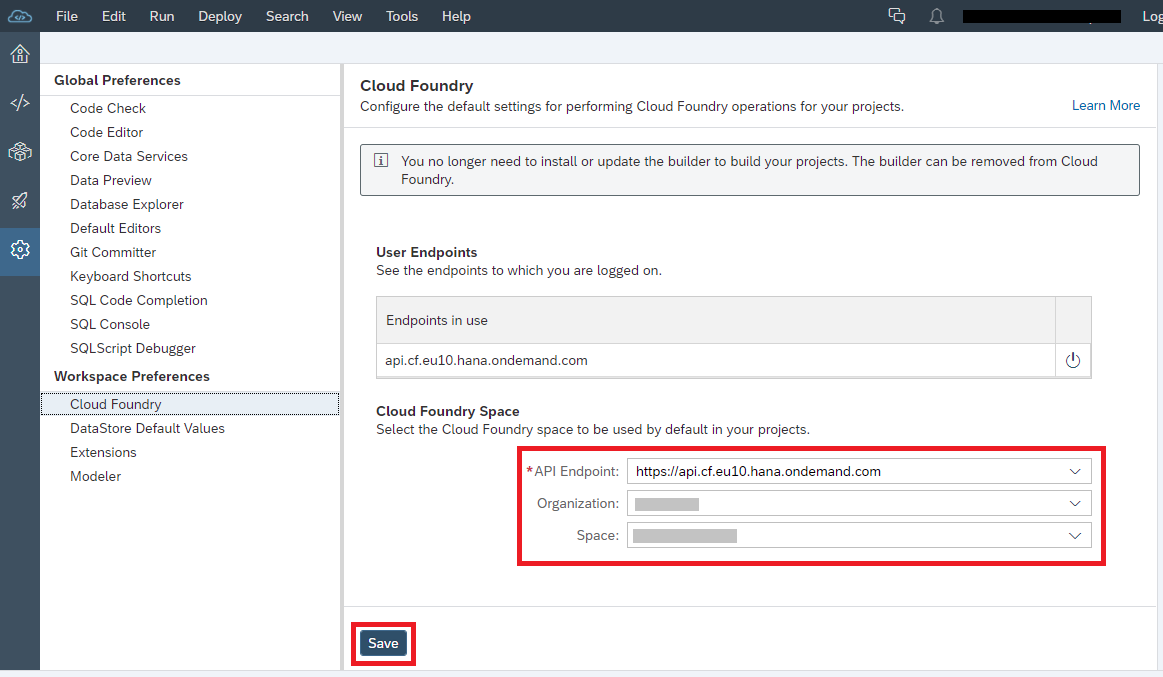 File Edit Run Deploy Search View Tools Help
Log
Global Preferences
Code Check
Code Editor
Core Data Services
Data Preview
Database Explorer
Default Editors
Git Committer
Keyboard Shortcuts
SQL Code Completion
SQL Console
SQLScript Debugger
Workspace Preferences
Cloud Foundry
DataStore Default Values
Extensions
Modeler
Cloud Foundry
Configure the default settings for performing Cloud Foundry operations for your projects.
Learn More
You no longer need to install or update the builder to build your projects. The builder can be removed from Cloud
Foundry.
User Endpoints
See the endpoints to which you are logged on.
Endpoints in use
api.cf.eu10.hana.ondemand.com
Cloud Foundry Space
Select the Cloud Foundry space to be used by default in your projects.
*API Endpoint: https://api.cf.eu10.hana.ondemand.com
Organization:
Space:
Save